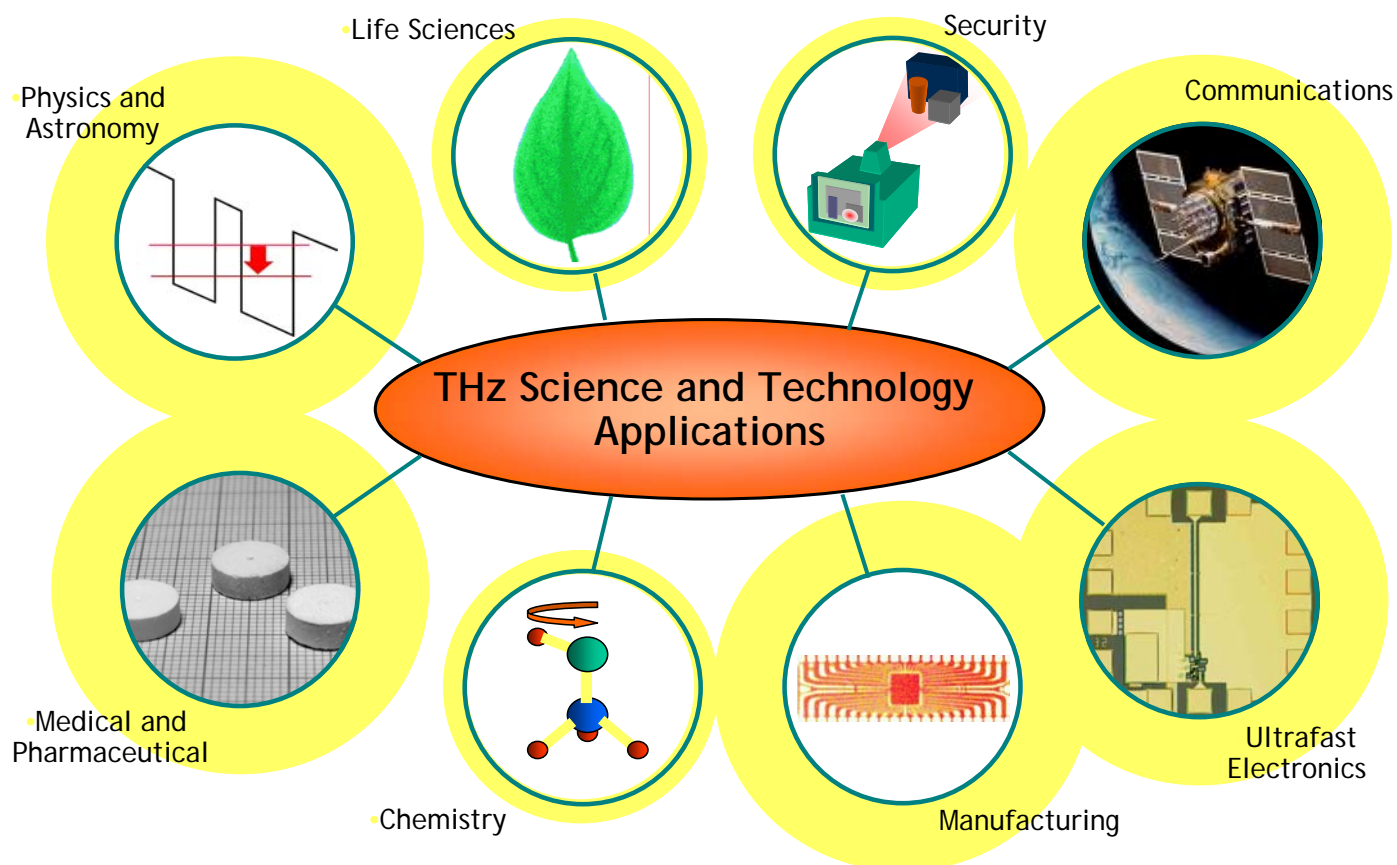 •Life Sciences
Security
•Physics and
Astronomy
Communications
THz Science and Technology
Applications
•Medical and
Pharmaceutical
Ultrafast
Electronics
•Chemistry
Manufacturing